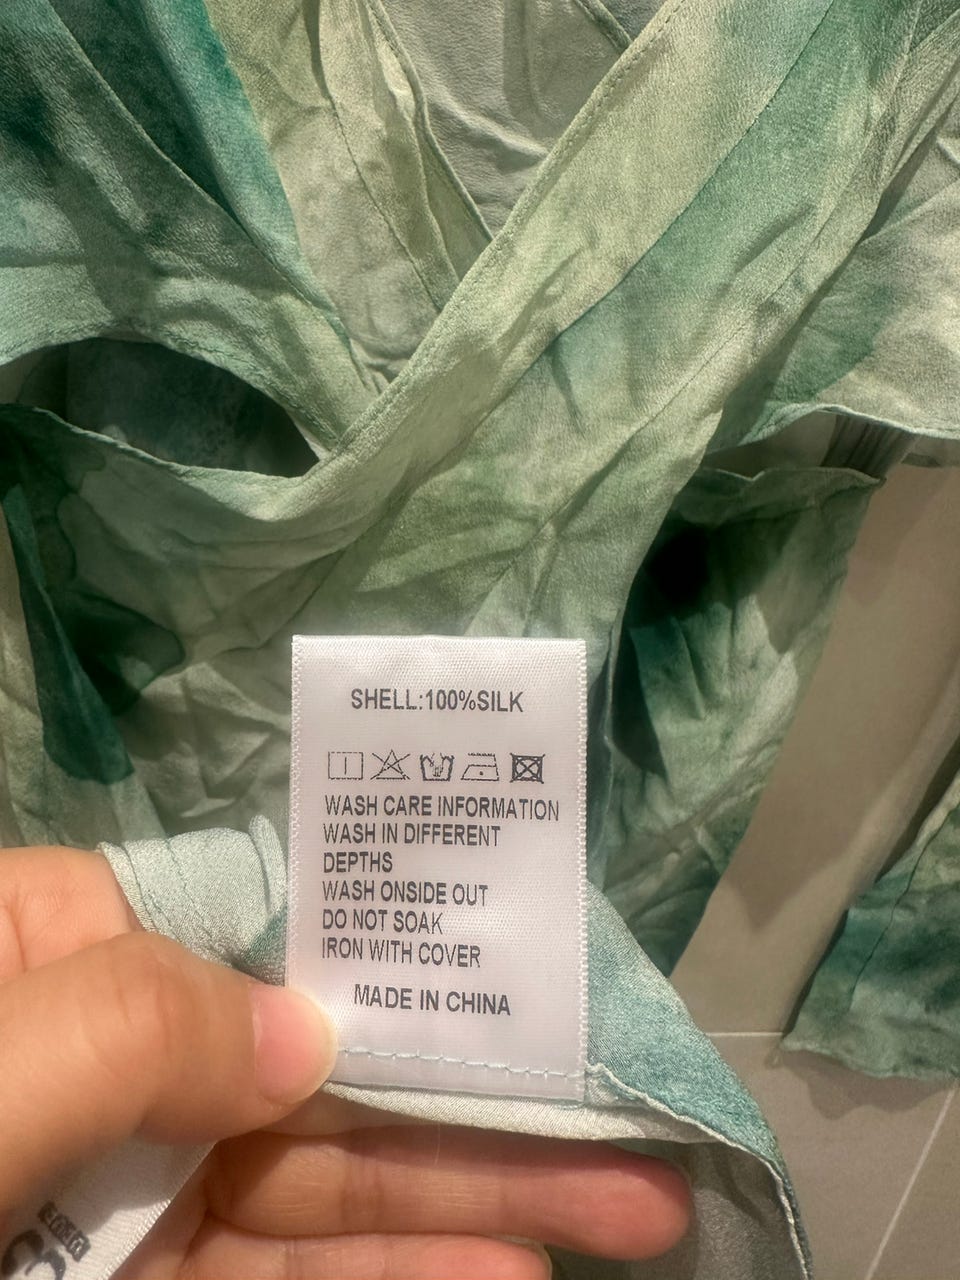 SHELL:100%SILK
WASH CARE INFORMATION
WASH IN DIFFERENT
DEPTHS
WASH ONSIDE OUT
DO NOT SOAK
IRON WITH COVER
MADE IN CHINA